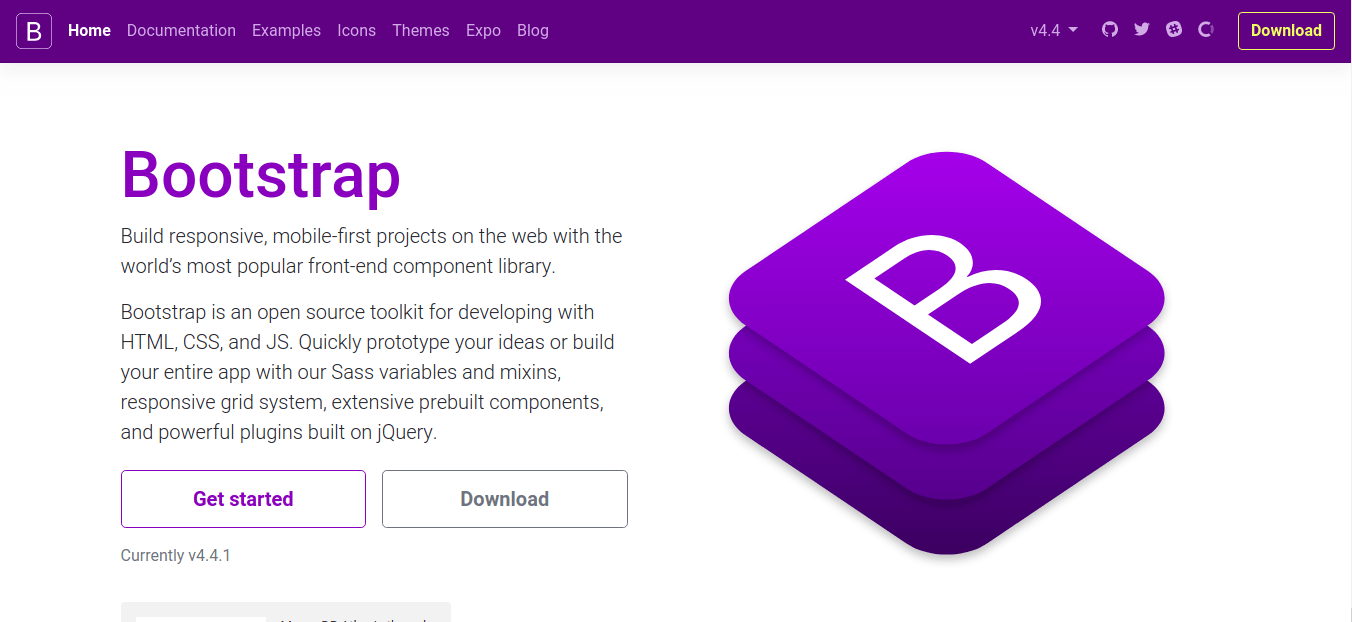 B Home Documentation Examples Icons Themes Expo Blog v4.4 Download
Bootstrap
Build responsive, mobile-first projects on the web with the
world’s most popular front-end component library.
Bootstrap is an open source toolkit for developing with
HTML, CSS, and JS. Quickly prototype your ideas or build
your entire app with our Sass variables and mixins,
responsive grid system, extensive prebuilt components,
and powerful plugins built on jQuery.
Get started Download
Currently v4.4.1
B